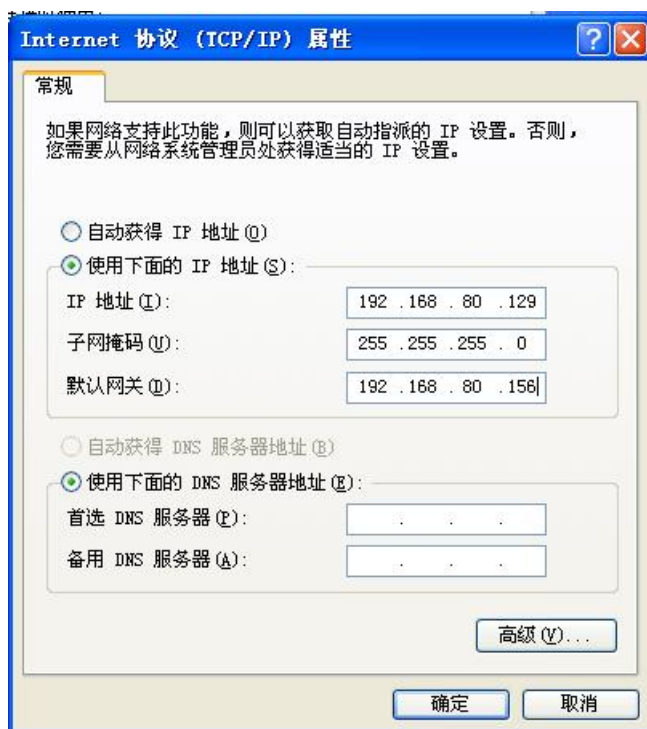 Internet 协议 (TCP/IP) 属性
常规
如果网络支持此功能，则可以获取自动指派的 IP 设置。否则，
您需要从网络系统管理员处获得适当的 IP 设置。
自动获得 IP 地址(O)
使用下面的 IP 地址(S):
IP 地址(I): 192 .168 . 80 .129
子网掩码(U): 255 .255 .255 . 0
默认网关(D): 192 .168 . 80 .156
自动获得 DNS 服务器地址(B)
使用下面的 DNS 服务器地址(E):
首选 DNS 服务器(P): . . .
备用 DNS 服务器(A): . . .
高级(V)...
确定 取消